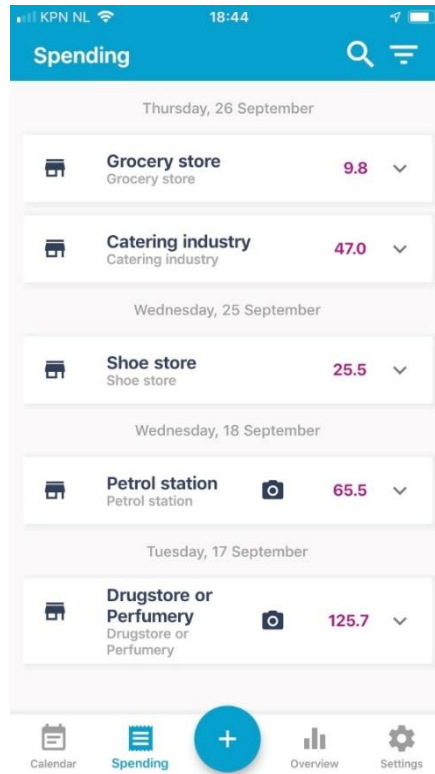 KPN NL 18:44
Spending
Thursday, 26 September
Grocery store
Grocery store
9.8
Catering industry
Catering industry
47.0
Wednesday, 25 September
Shoe store
Shoe store
25.5
Wednesday, 18 September
Petrol station
Petrol station
65.5
Tuesday, 17 September
Drugstore or
Perfumery
Drugstore or
Perfumery
125.7
+
Calendar Spending Overview Settings